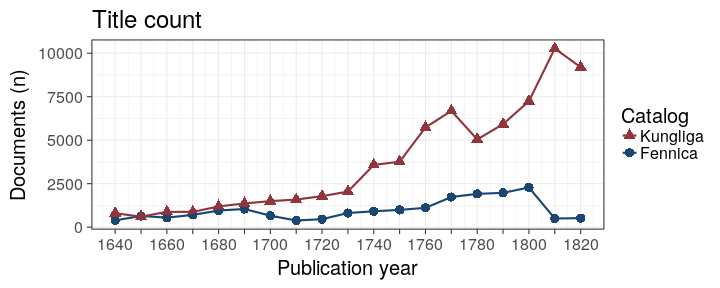 Title count
Documents (n)
10000
7500
5000
2500
0
1640 1660 1680 1700 1720 1740 1760 1780 1800 1820
Publication year
Catalog
Kungliga
Fennica